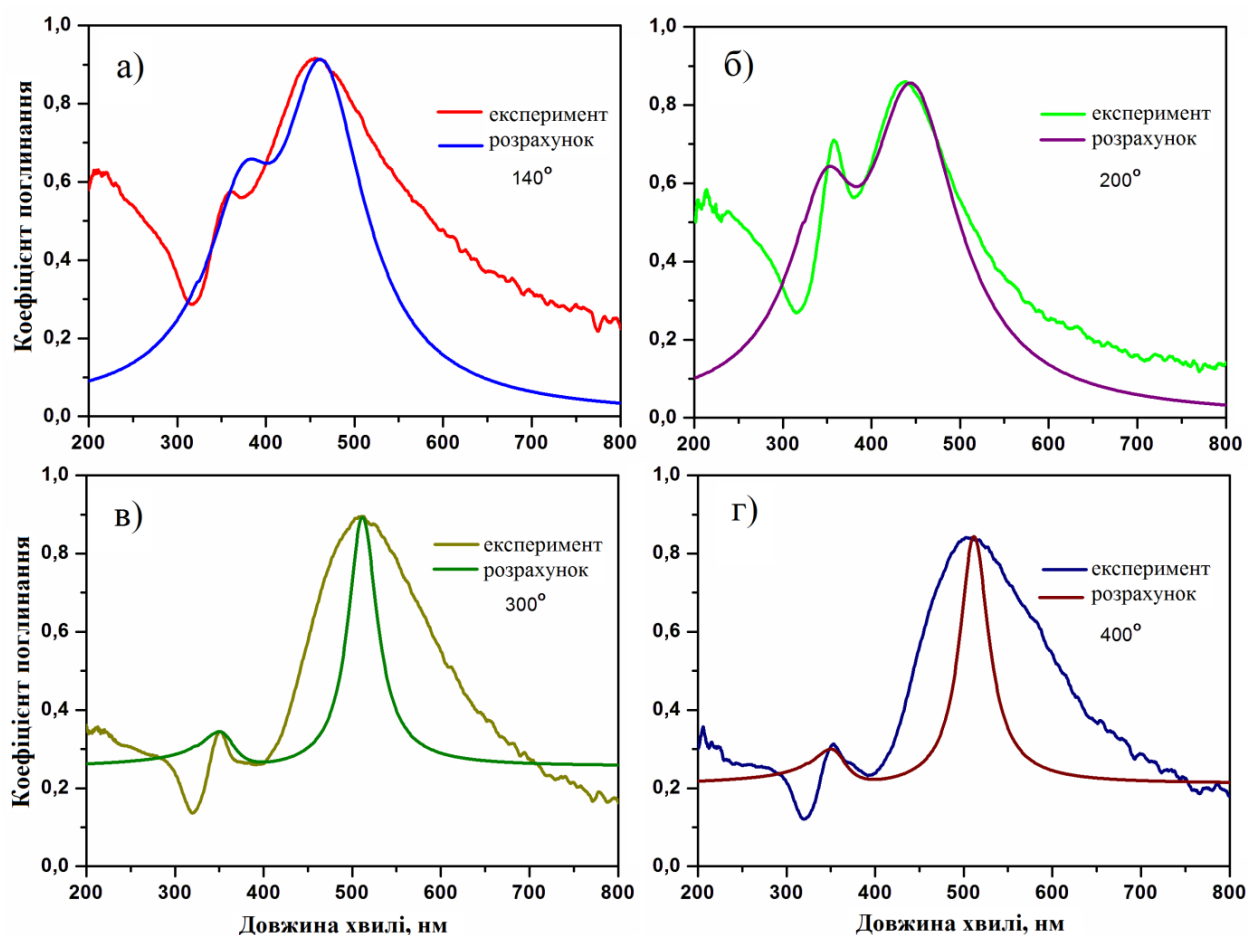 а)
Коефіцієнт поглинання
1,0
0,8
0,6
0,4
0,2
0,0
експеримент
розрахунок
140°
200 300 400 500 600 700 800
б)
1,0
0,8
0,6
0,4
0,2
0,0
експеримент
розрахунок
200°
200 300 400 500 600 700 800
в)
Коефіцієнт поглинання
1,0
0,8
0,6
0,4
0,2
0,0
експеримент
розрахунок
300°
200 300 400 500 600 700 800
Довжина хвилі, нм
г)
1,0
0,8
0,6
0,4
0,2
0,0
експеримент
розрахунок
400°
200 300 400 500 600 700 800
Довжина хвилі, нм